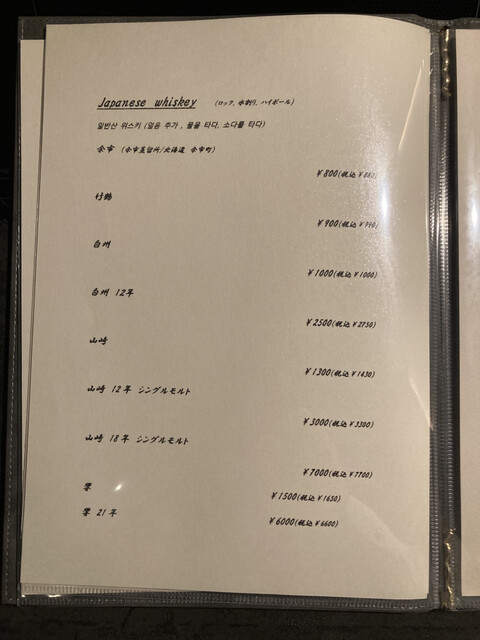 Japanese whiskey (ロック, 水割り, ハイボール)
일반산 위스키 (얼음 추가 , 물을 타다, 소다를 타다)
余市 (余市蒸留所/北海道 余市町)
¥800(税込¥880)
竹鶴
¥900(税込¥990)
白州
¥1000(税込¥1000)
白州 12年
¥2500(税込¥2750)
山崎
¥1300(税込¥1430)
山崎 12年 シングルモルト
¥3000(税込¥3300)
山崎 18年 シングルモルト
¥7000(税込¥7700)
響 ¥1500(税込¥1650)
響 21年 ¥6000(税込¥6600)